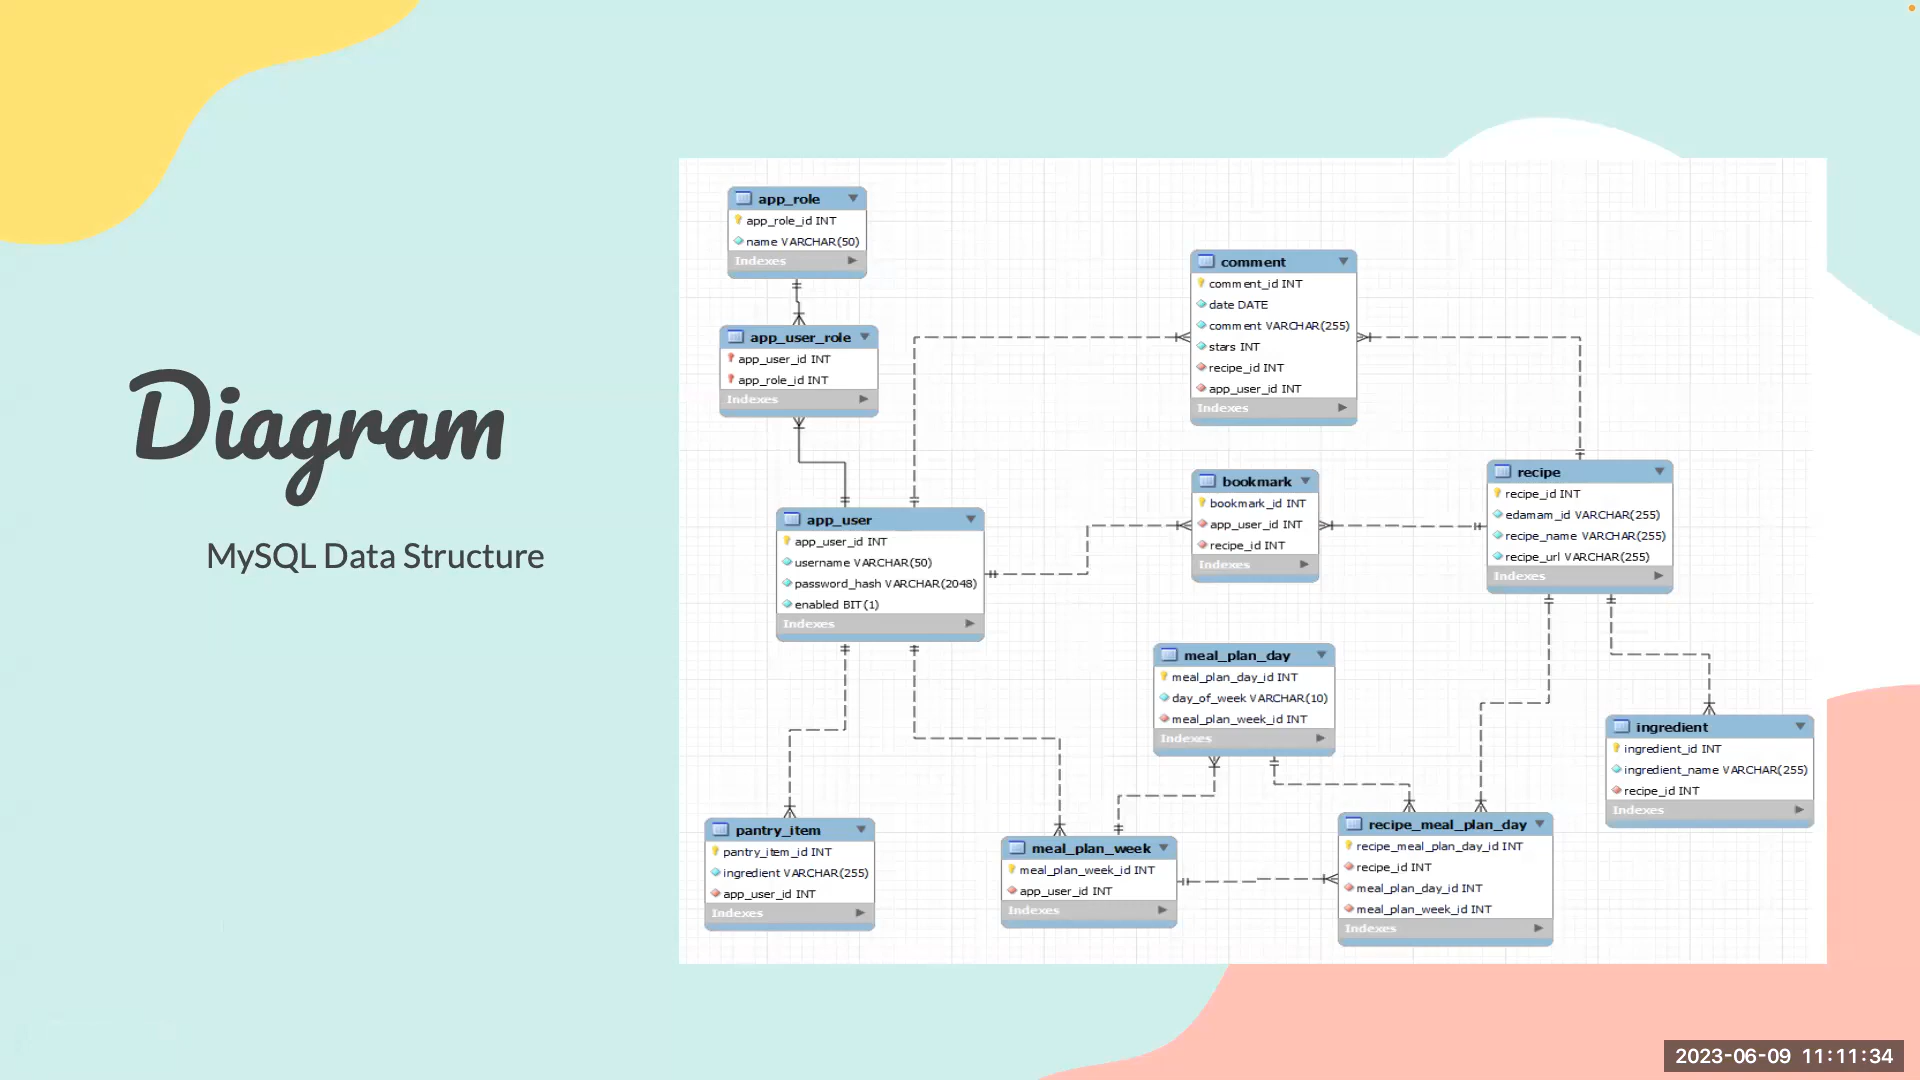 Diagram
MySQL Data Structure
app_role
app_role_id INT
name VARCHAR(50)
Indexes
app_user_role
app_user_id INT
app_role_id INT
Indexes
app_user
app_user_id INT
username VARCHAR(50)
password_hash VARCHAR(2048)
enabled BIT(1)
Indexes
comment
comment_id INT
date DATE
comment VARCHAR(255)
stars INT
recipe_id INT
app_user_id INT
Indexes
bookmark
bookmark_id INT
app_user_id INT
recipe_id INT
Indexes
recipe
recipe_id INT
edamam_id VARCHAR(255)
recipe_name VARCHAR(255)
recipe_url VARCHAR(255)
Indexes
meal_plan_day
meal_plan_day_id INT
day_of_week VARCHAR(10)
meal_plan_week_id INT
Indexes
ingredient
ingredient_id INT
ingredient_name VARCHAR(255)
recipe_id INT
Indexes
pantry_item
pantry_item_id INT
ingredient VARCHAR(255)
app_user_id INT
Indexes
meal_plan_week
meal_plan_week_id INT
app_user_id INT
Indexes
recipe_meal_plan_day
recipe_meal_plan_day_id INT
recipe_id INT
meal_plan_day_id INT
meal_plan_week_id INT
Indexes
2023-06-09 11:11:34